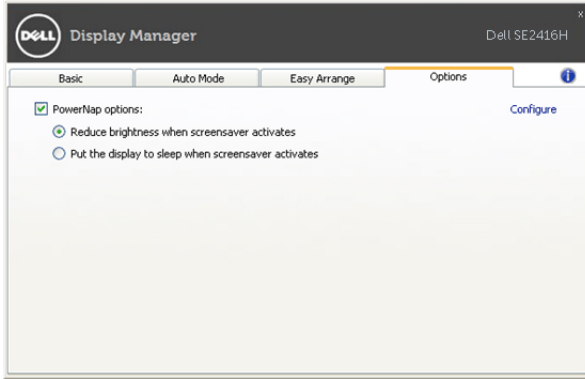 x
DELL Display Manager Dell SE2416H
Basic Auto Mode Easy Arrange Options i
PowerNap options: Configure
Reduce brightness when screensaver activates
Put the display to sleep when screensaver activates